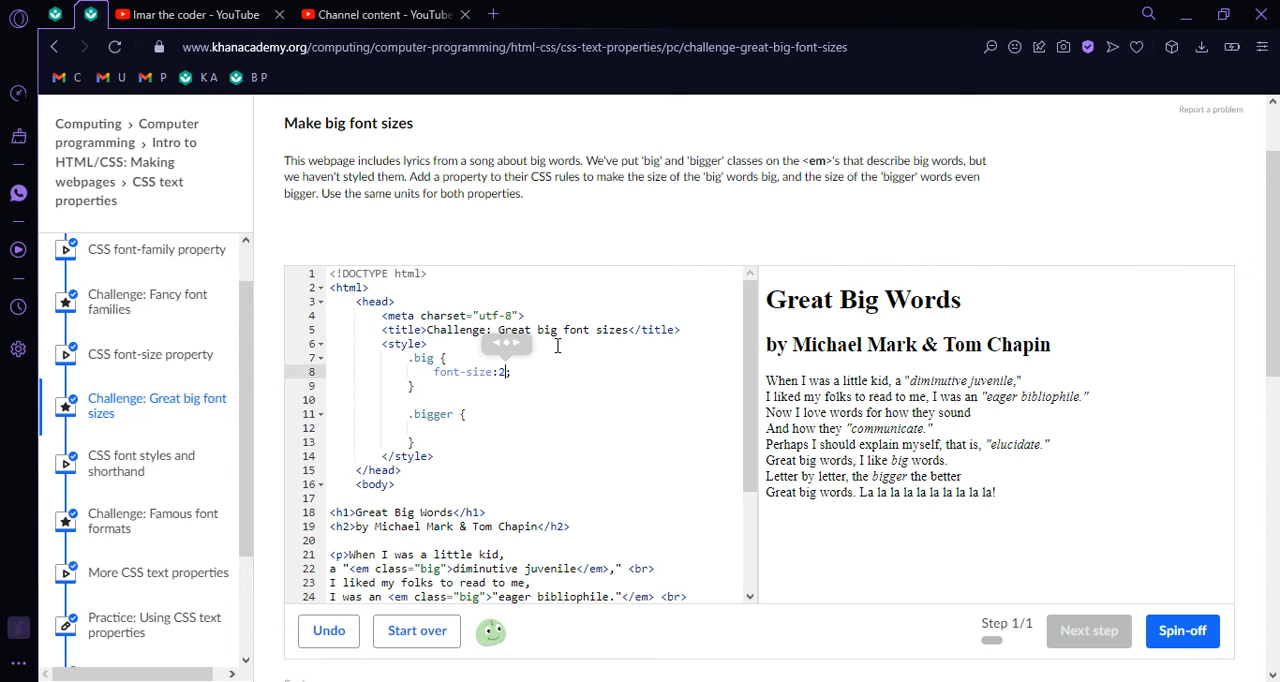 Imar the coder - YouTube
Channel content - YouTube
www.khanacademy.org/computing/computer-programming/html-css/css-text-properties/pc/challenge-great-big-font-sizes
C U P KA BP
Computing > Computer programming > Intro to HTML/CSS: Making webpages > CSS text properties
CSS font-family property
Challenge: Fancy font
families
CSS font-size property
Challenge: Great big font
sizes
CSS font styles and
shorthand
Challenge: Famous font
formats
More CSS text properties
Practice: Using CSS text
properties
Report a problem
Make big font sizes
This webpage includes lyrics from a song about big words. We've put 'big' and 'bigger' classes on the <em>'s that describe big words, but
we haven't styled them. Add a property to their CSS rules to make the size of the 'big' words big, and the size of the 'bigger' words even
bigger. Use the same units for both properties.
1 <!DOCTYPE html>
2 <html>
3 <head>
4 <meta charset="utf-8">
5 <title>Challenge: Great big font sizes</title>
6 <style>
7 .big {
8 font-size:2;
9 }
10
11 .bigger {
12
13 }
14 </style>
15 </head>
16 <body>
17
18 <h1>Great Big Words</h1>
19 <h2>by Michael Mark & Tom Chapin</h2>
20
21 <p>When I was a little kid,
22 a "<em class="big">diminutive juvenile</em>," <br>
23 I liked my folks to read to me,
24 I was an <em class="big">"eager bibliophile."</em> <br>
Great Big Words
by Michael Mark & Tom Chapin
When I was a little kid, a "diminutive juvenile,"
I liked my folks to read to me, I was an "eager bibliophile."
Now I love words for how they sound
And how they "communicate."
Perhaps I should explain myself, that is, "elucidate."
Great big words, I like big words.
Letter by letter, the bigger the better
Great big words. La la la la la la la la la la!
Undo
Start over
Step 1/1
Next step
Spin-off